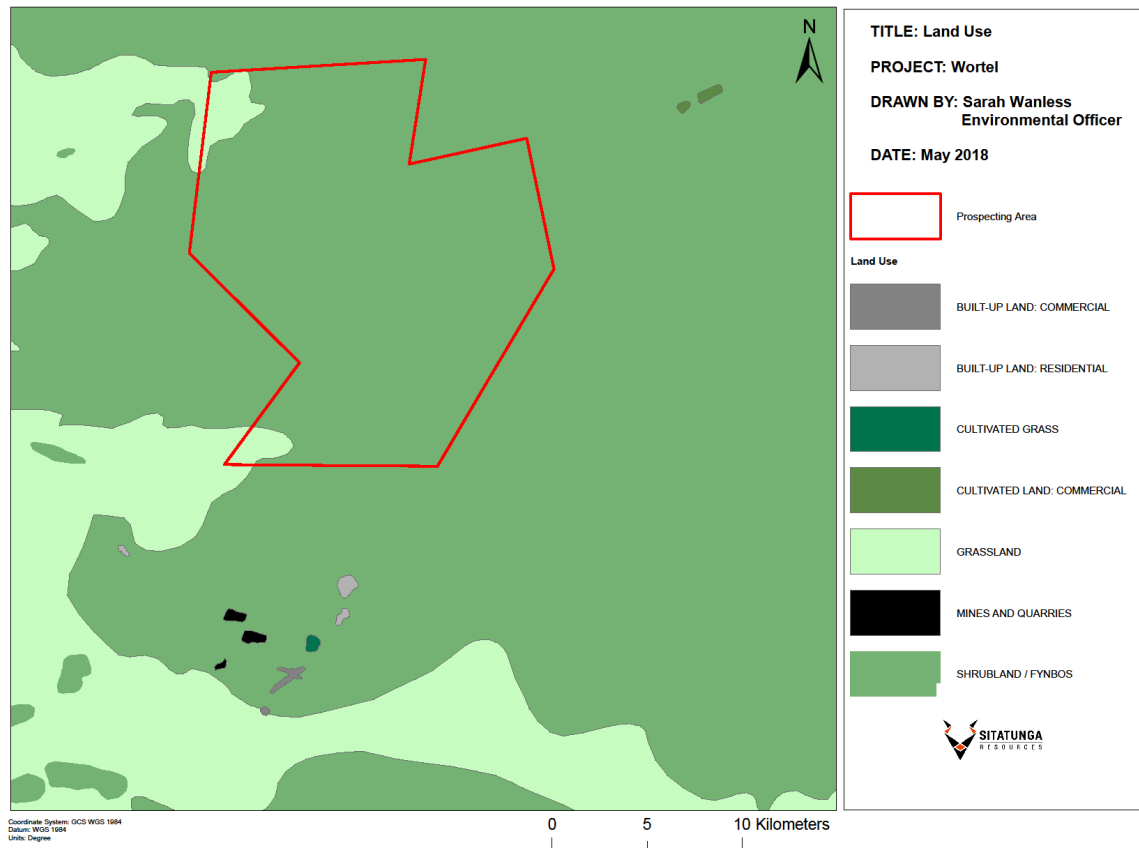 N
TITLE: Land Use
PROJECT: Wortel
DRAWN BY: Sarah Wanless
Environmental Officer
DATE: May 2018
Prospecting Area
Land Use
BUILT-UP LAND: COMMERCIAL
BUILT-UP LAND: RESIDENTIAL
CULTIVATED GRASS
CULTIVATED LAND: COMMERCIAL
GRASSLAND
MINES AND QUARRIES
SHRUBLAND / FYNBOS
SITATUNGA
RESOURCES
Coordinate System: GCS WGS 1984
Datum: WGS 1984
Units: Degree
0 5 10 Kilometers